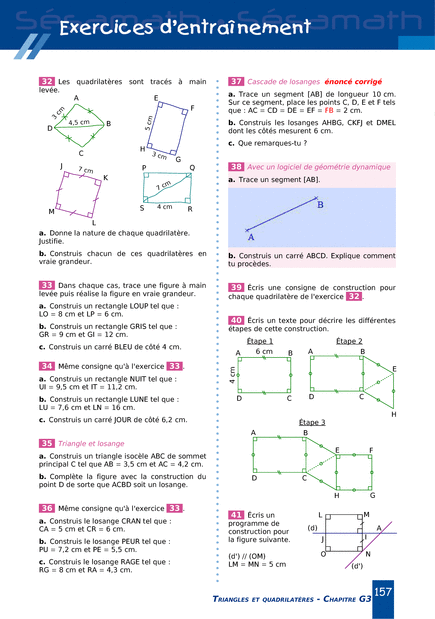 Exercices d'entraînement
32 Les quadrilatères sont tracés à main
levée.
A
3 cm
4,5 cm
D
B
C
E
F
5 cm
H
3 cm
G
J
7 cm
K
M
L
P
Q
7 cm
S
4 cm
R
a. Donne la nature de chaque quadrilatère.
Justifie.
b. Construis chacun de ces quadrilatères en
vraie grandeur.
33 Dans chaque cas, trace une figure à main
levée puis réalise la figure en vraie grandeur.
a. Construis un rectangle LOUP tel que :
LO = 8 cm et LP = 6 cm.
b. Construis un rectangle GRIS tel que :
GR = 9 cm et GI = 12 cm.
c. Construis un carré BLEU de côté 4 cm.
34 Même consigne qu'à l'exercice 33.
a. Construis un rectangle NUIT tel que :
UI = 9,5 cm et IT = 11,2 cm.
b. Construis un rectangle LUNE tel que :
LU = 7,6 cm et LN = 16 cm.
c. Construis un carré JOUR de côté 6,2 cm.
35 Triangle et losange
a. Construis un triangle isocèle ABC de sommet
principal C tel que AB = 3,5 cm et AC = 4,2 cm.
b. Complète la figure avec la construction du
point D de sorte que ACBD soit un losange.
36 Même consigne qu'à l'exercice 33.
a. Construis le losange CRAN tel que :
CA = 5 cm et CR = 6 cm.
b. Construis le losange PEUR tel que :
PU = 7,2 cm et PE = 5,5 cm.
c. Construis le losange RAGE tel que :
RG = 8 cm et RA = 4,3 cm.
37 Cascade de losanges énoncé corrigé
a. Trace un segment [AB] de longueur 10 cm.
Sur ce segment, place les points C, D, E et F tels
que : AC = CD = DE = EF = FB = 2 cm.
b. Construis les losanges AHBG, CKFJ et DMEL
dont les côtés mesurent 6 cm.
c. Que remarques-tu ?
38 Avec un logiciel de géométrie dynamique
a. Trace un segment [AB].
B
A
b. Construis un carré ABCD. Explique comment
tu procèdes.
39 Écris une consigne de construction pour
chaque quadrilatère de l'exercice 32.
40 Écris un texte pour décrire les différentes
étapes de cette construction.
Étape 1
A
6 cm
B
4 cm
D
C
Étape 2
A
B
E
D
C
H
Étape 3
A
B
E
F
D
C
H
G
41 Écris un
programme de
construction pour
la figure suivante.
(d') // (OM)
LM = MN = 5 cm
L
M
(d)
A
J
I
O
N
(d')
TRIANGLES ET QUADRILATÈRES - CHAPITRE G3
157